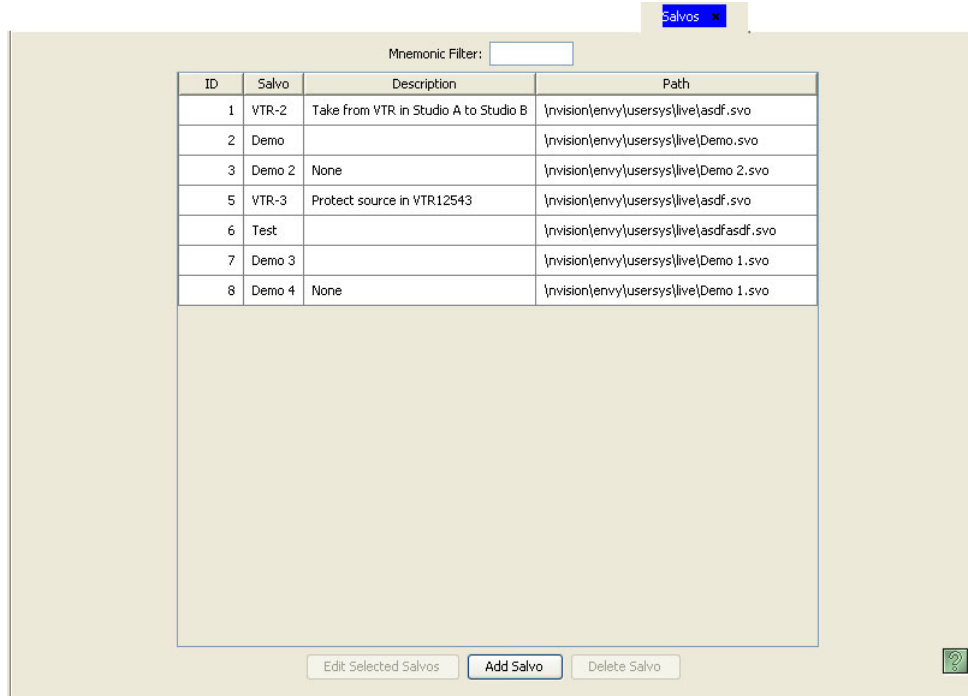 Salvos ×
Mnemonic Filter:
ID Salvo Description Path
1 VTR-2 Take from VTR in Studio A to Studio B \nvision\envy\usersys\live\asdf.svo
2 Demo \nvision\envy\usersys\live\Demo.svo
3 Demo 2 None \nvision\envy\usersys\live\Demo 2.svo
5 VTR-3 Protect source in VTR12543 \nvision\envy\usersys\live\asdf.svo
6 Test \nvision\envy\usersys\live\asdfasdf.svo
7 Demo 3 \nvision\envy\usersys\live\Demo 1.svo
8 Demo 4 None \nvision\envy\usersys\live\Demo 1.svo
Edit Selected Salvos Add Salvo Delete Salvo ?